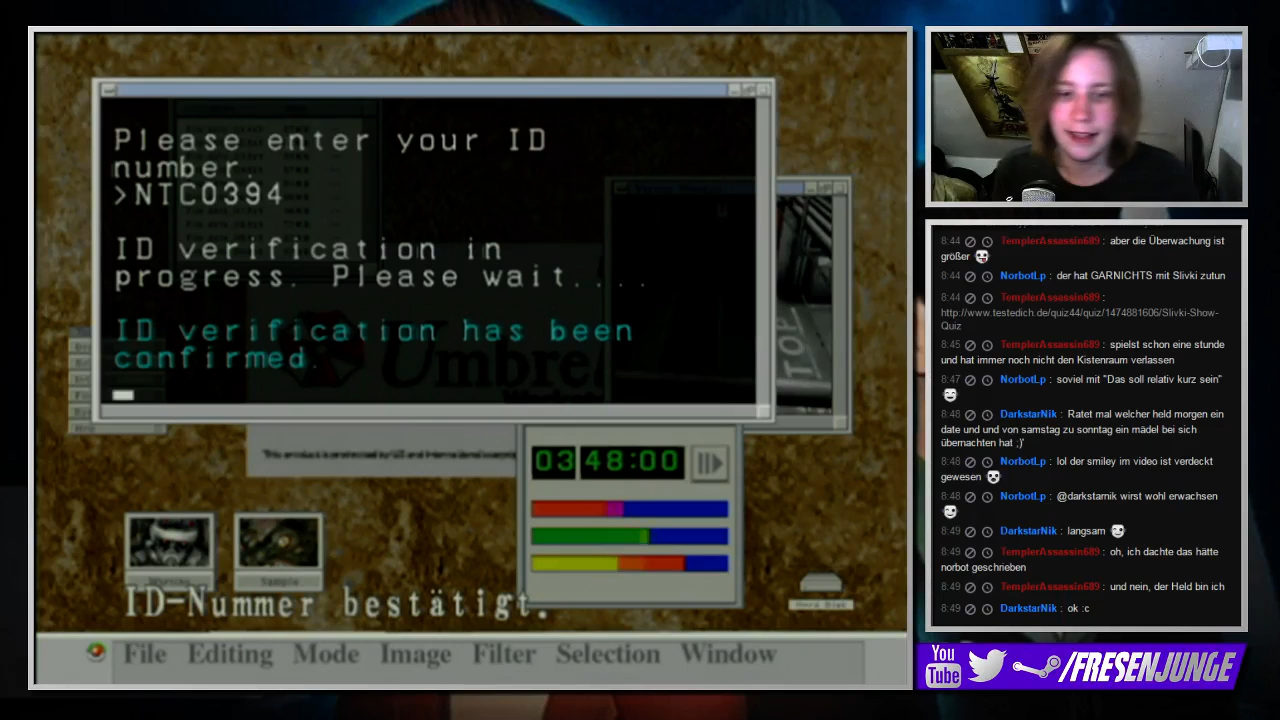 Please enter your ID
number.
>NTC0394
ID verification in
progress. Please wait....
ID verification has been
confirmed.
STOP
Umbre
03 48:00
Sample
ID-Nummer bestätigt.
Hard Disc
File Editing Mode Image Filter Selection Window
8:44 TemplerAssassin689 : aber die Überwachung ist
größer
8:44 NorbotLp : der hat GARNICHTS mit Slivki zutun
8:44 TemplerAssassin689 :
http://www.testedich.de/quiz44/quiz/1474881606/Slivki-Show-
Quiz
8:45 TemplerAssassin689 : spielst schon eine stunde
und hat immer noch nicht den Kistenraum verlassen
8:47 NorbotLp : soviel mit "Das soll relativ kurz sein"
8:48 DarkstarNik : Ratet mal welcher held morgen ein
date und und von samstag zu sonntag ein mädel bei sich
übernachten hat ;)'
8:48 NorbotLp : lol der smiley im video ist verdeckt
gewesen
8:48 NorbotLp : @darkstarnik wirst wohl erwachsen
8:49 DarkstarNik : langsam
8:49 TemplerAssassin689 : oh, ich dachte das hätte
norbot geschrieben
8:49 TemplerAssassin689 : und nein, der Held bin ich
8:49 DarkstarNik : ok :c
You
Tube
/FRESENJUNGE